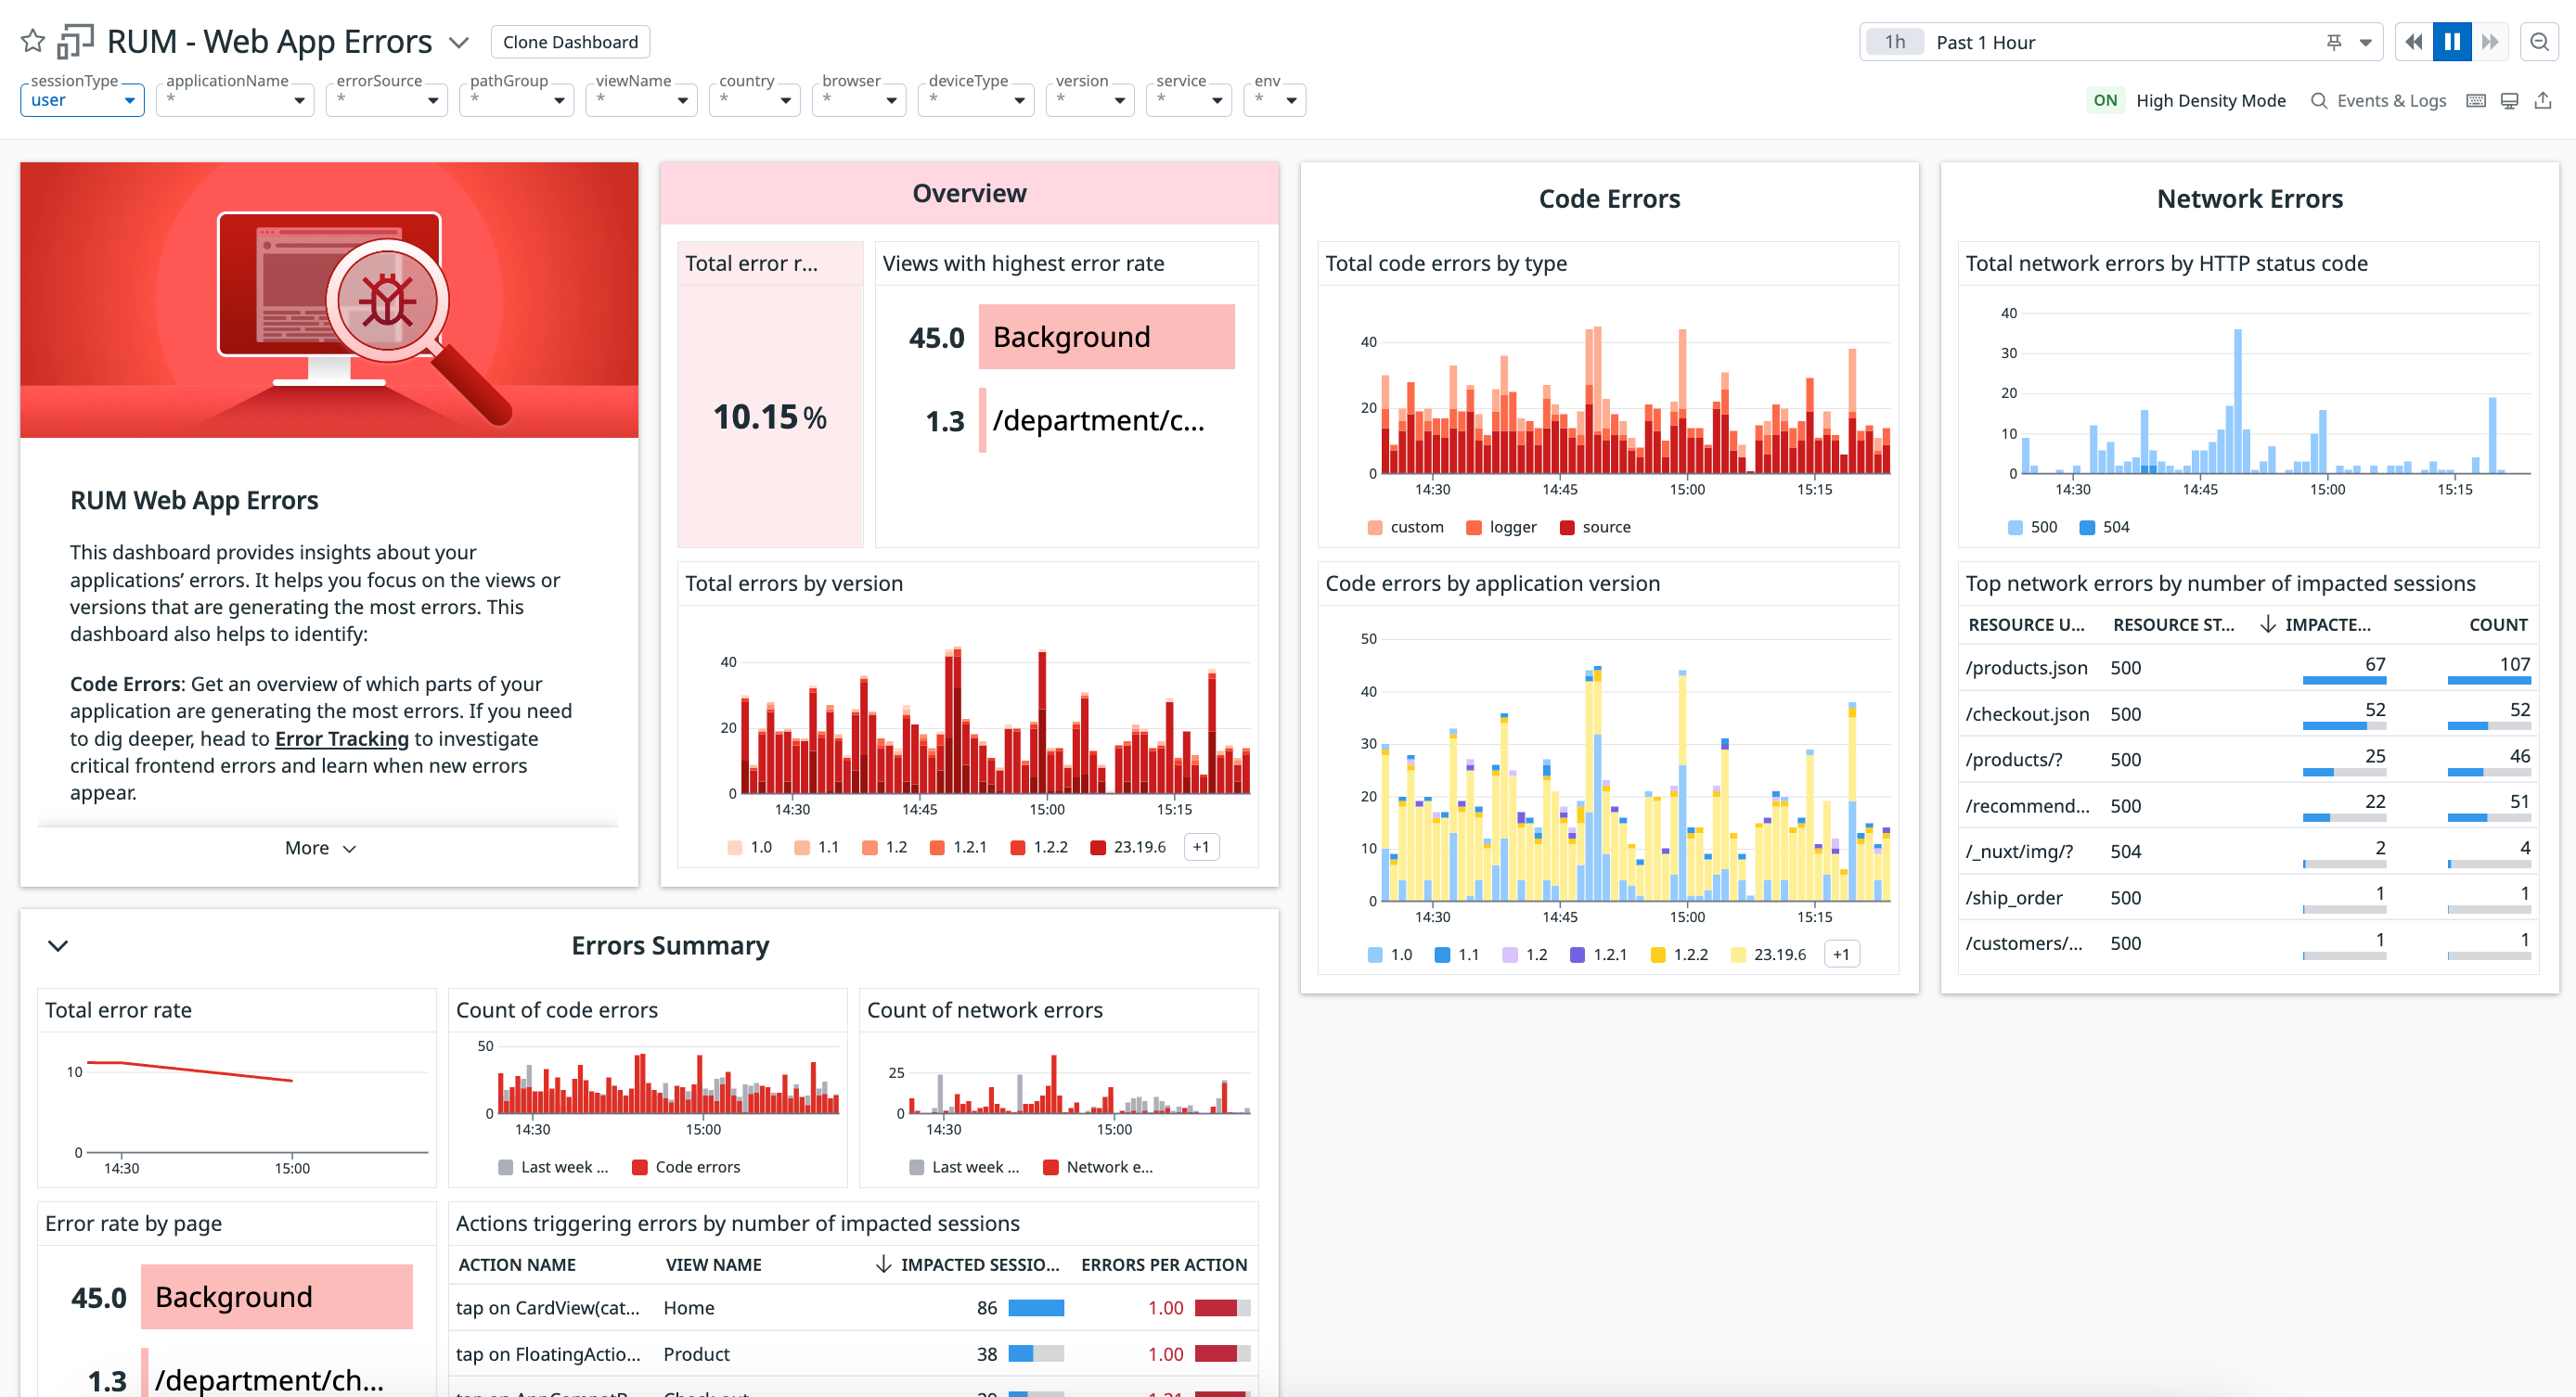 RUM - Web App Errors
Clone Dashboard
1h Past 1 Hour
sessionType applicationName errorSource pathGroup viewName country browser deviceType version service env
user * * * * * * * * * *
ON High Density Mode Events & Logs
RUM Web App Errors
This dashboard provides insights about your
applications’ errors. It helps you focus on the views or
versions that are generating the most errors. This
dashboard also helps to identify:
Code Errors: Get an overview of which parts of your
application are generating the most errors. If you need
to dig deeper, head to Error Tracking to investigate
critical frontend errors and learn when new errors
appear.
More
Overview
Total error r...
10.15%
Views with highest error rate
45.0 Background
1.3 /department/c...
Total errors by version
40
20
0
14:30 14:45 15:00 15:15
1.0 1.1 1.2 1.2.1 1.2.2 23.19.6 +1
Code Errors
Total code errors by type
40
20
0
14:30 14:45 15:00 15:15
custom logger source
Code errors by application version
50
40
30
20
10
0
14:30 14:45 15:00 15:15
1.0 1.1 1.2 1.2.1 1.2.2 23.19.6 +1
Network Errors
Total network errors by HTTP status code
40
30
20
10
0
14:30 14:45 15:00 15:15
500 504
Top network errors by number of impacted sessions
RESOURCE U... RESOURCE ST... IMPACTE... COUNT
/products.json 500 67 107
/checkout.json 500 52 52
/products/? 500 25 46
/recommend... 500 22 51
/_nuxt/img/? 504 2 4
/ship_order 500 1 1
/customers/... 500 1 1
Errors Summary
Total error rate
10
0
14:30 15:00
Count of code errors
50
0
14:30 15:00
Last week ... Code errors
Count of network errors
25
0
14:30 15:00
Last week ... Network e...
Error rate by page
45.0 Background
1.3 /department/ch...
Actions triggering errors by number of impacted sessions
ACTION NAME VIEW NAME IMPACTED SESSIO... ERRORS PER ACTION
tap on CardView(cat... Home 86 1.00
tap on FloatingActio... Product 38 1.00